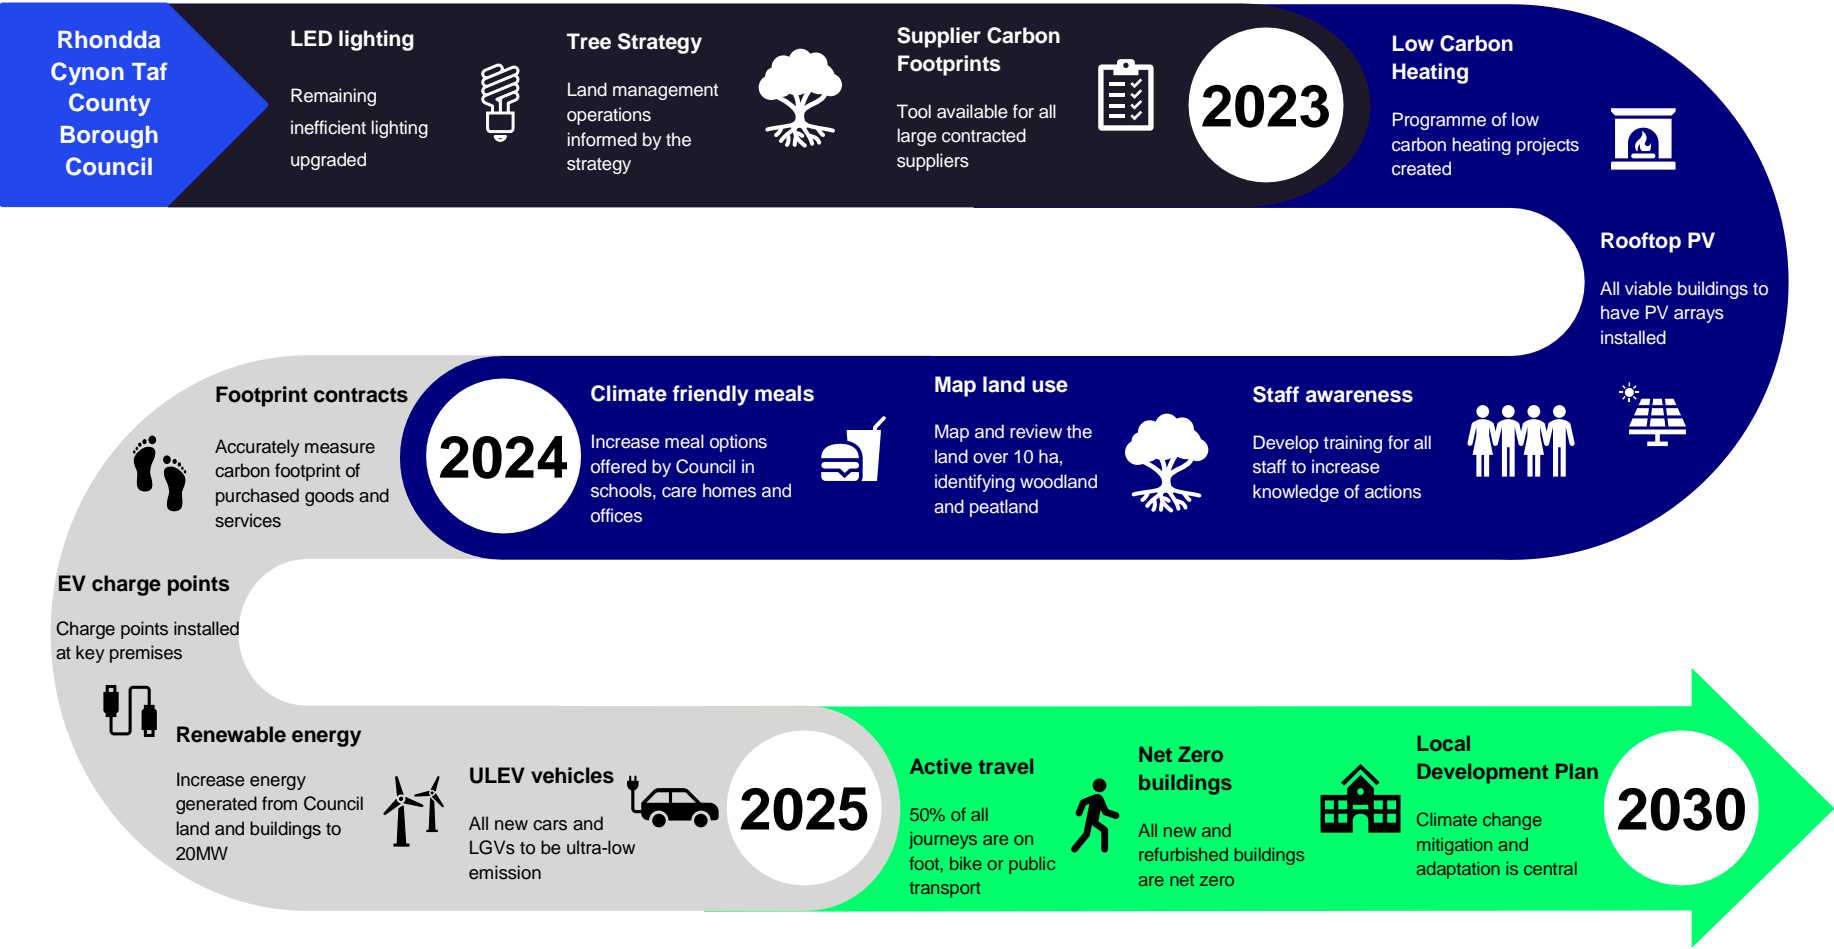 Rhondda
Cynon Taf
County
Borough
Council
LED lighting
Remaining
inefficient lighting
upgraded
Tree Strategy
Land management
operations
informed by the
strategy
Supplier Carbon
Footprints
Tool available for all
large contracted
suppliers
2023
Low Carbon
Heating
Programme of low
carbon heating projects
created
Rooftop PV
All viable buildings to
have PV arrays
installed
Staff awareness
Develop training for all
staff to increase
knowledge of actions
Map land use
Map and review the
land over 10 ha,
identifying woodland
and peatland
Climate friendly meals
Increase meal options
offered by Council in
schools, care homes and
offices
2024
Footprint contracts
Accurately measure
carbon footprint of
purchased goods and
services
EV charge points
Charge points installed
at key premises
Renewable energy
Increase energy
generated from Council
land and buildings to
20MW
ULEV vehicles
All new cars and
LGVs to be ultra-low
emission
2025
Active travel
50% of all
journeys are on
foot, bike or public
transport
Net Zero
buildings
All new and
refurbished buildings
are net zero
Local
Development Plan
Climate change
mitigation and
adaptation is central
2030